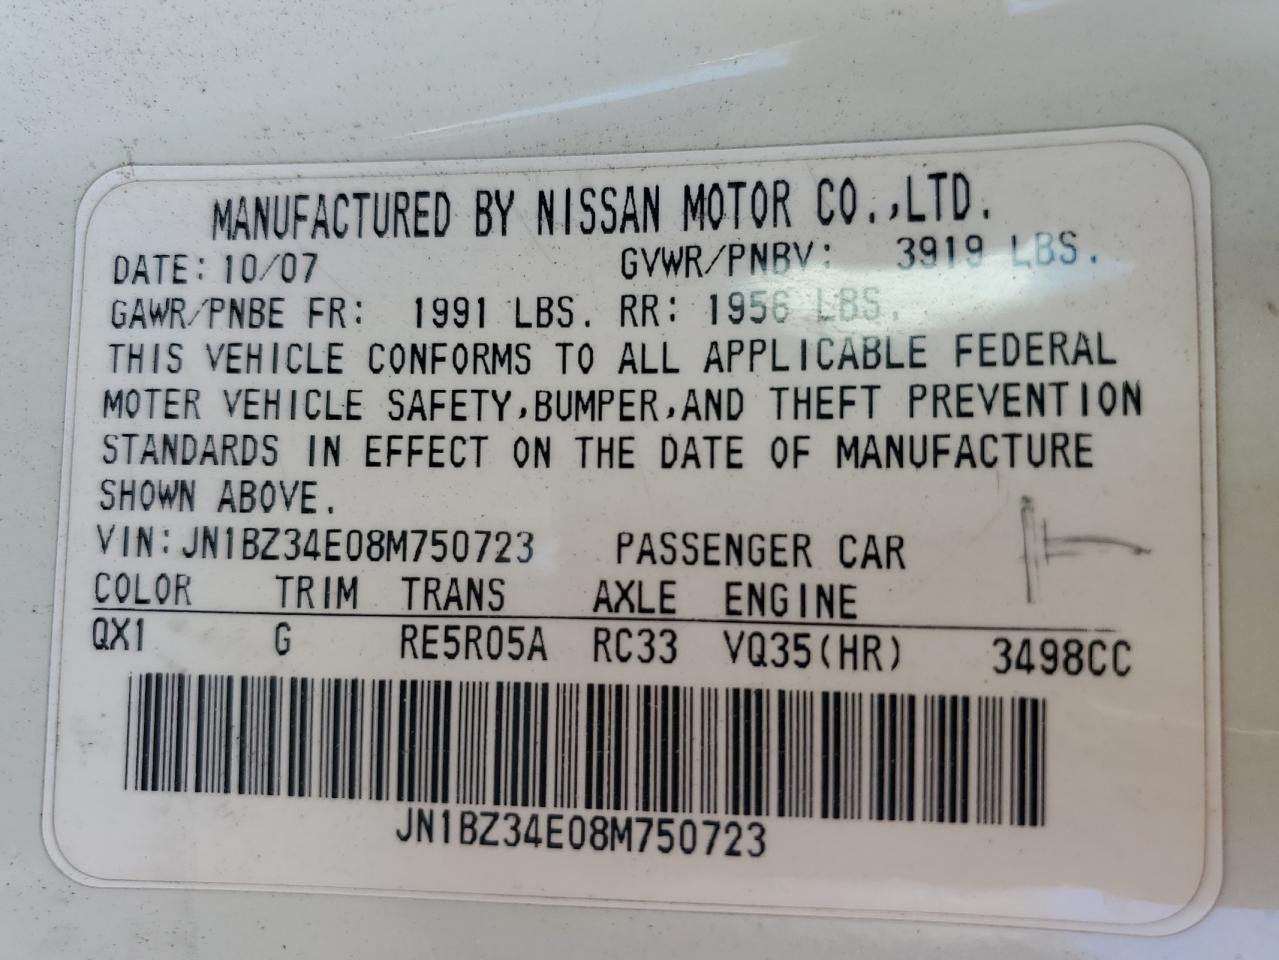 MANUFACTURED BY NISSAN MOTOR CO.,LTD.
DATE: 10/07 GVWR/PNBV: 3919 LBS.
GAWR/PNBE FR: 1991 LBS. RR: 1956 LBS.
THIS VEHICLE CONFORMS TO ALL APPLICABLE FEDERAL
MOTER VEHICLE SAFETY,BUMPER,AND THEFT PREVENTION
STANDARDS IN EFFECT ON THE DATE OF MANUFACTURE
SHOWN ABOVE.
VIN:JN1BZ34E08M750723 PASSENGER CAR
COLOR TRIM TRANS AXLE ENGINE
QX1 G RE5R05A RC33 VQ35(HR) 3498CC
JN1BZ34E08M750723